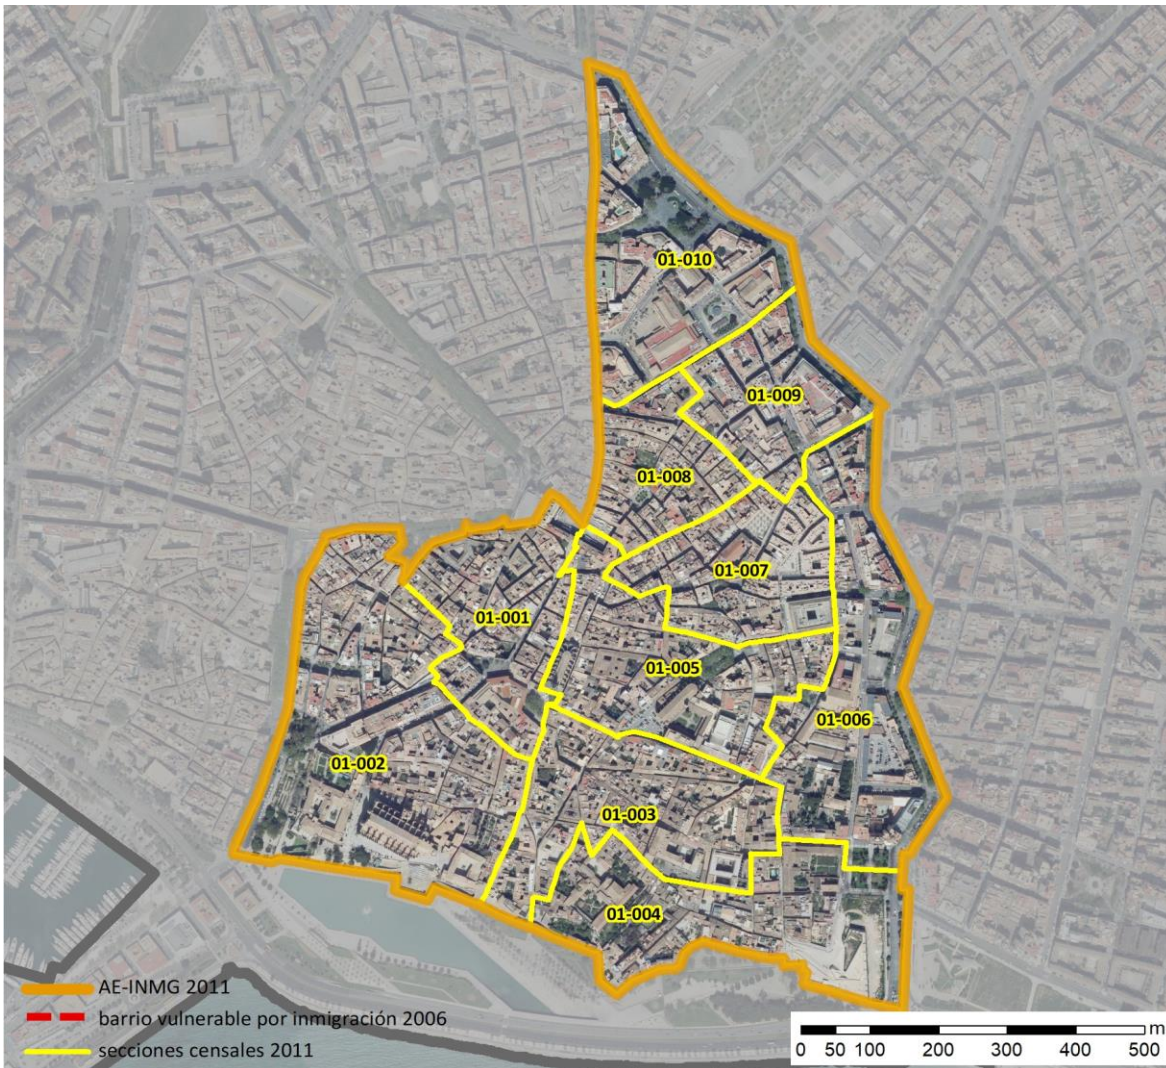 01-010
01-009
01-008
01-007
01-001
01-005
01-006
01-002
01-003
01-004
AE-INMG 2011
barrio vulnerable por inmigración 2006
secciones censales 2011
m
0 50 100 200 300 400 500